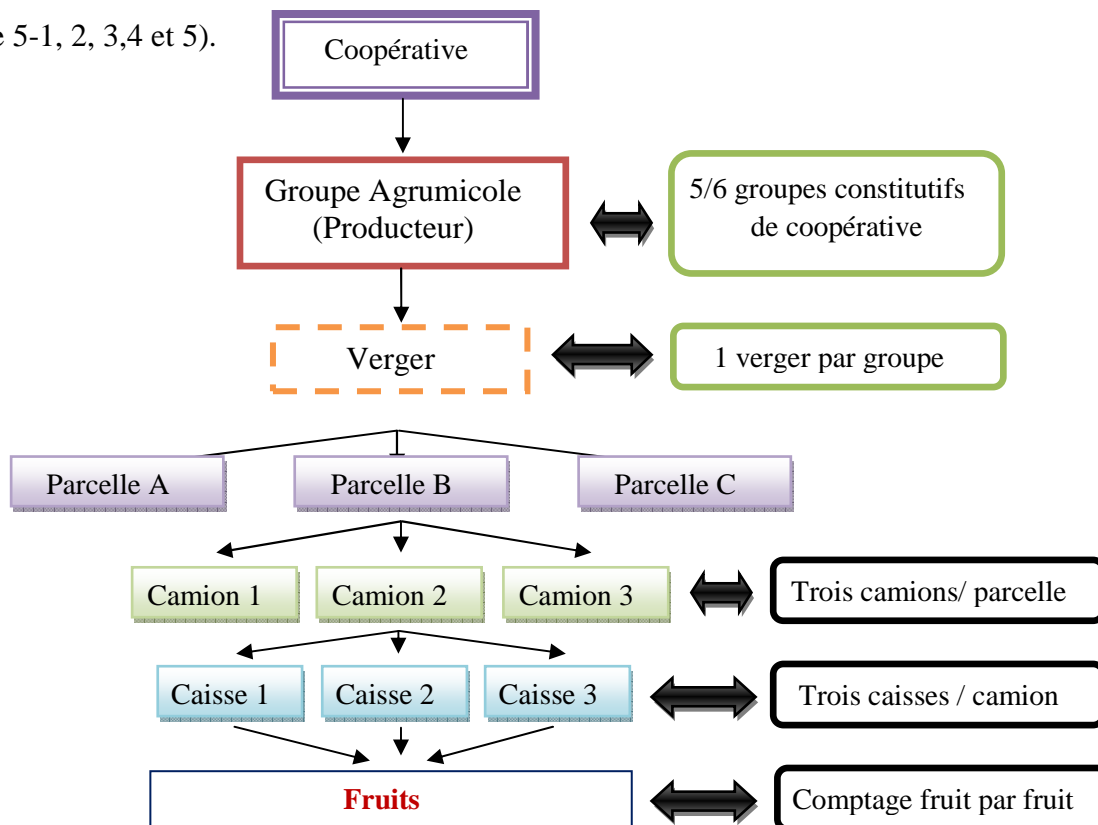 5-1, 2, 3,4 et 5).
Coopérative
Groupe Agrumicole
(Producteur)
5/6 groupes constitutifs
de coopérative
Verger
1 verger par groupe
Parcelle A
Parcelle B
Parcelle C
Camion 1
Camion 2
Camion 3
Trois camions/ parcelle
Caisse 1
Caisse 2
Caisse 3
Trois caisses / camion
Fruits
Comptage fruit par fruit